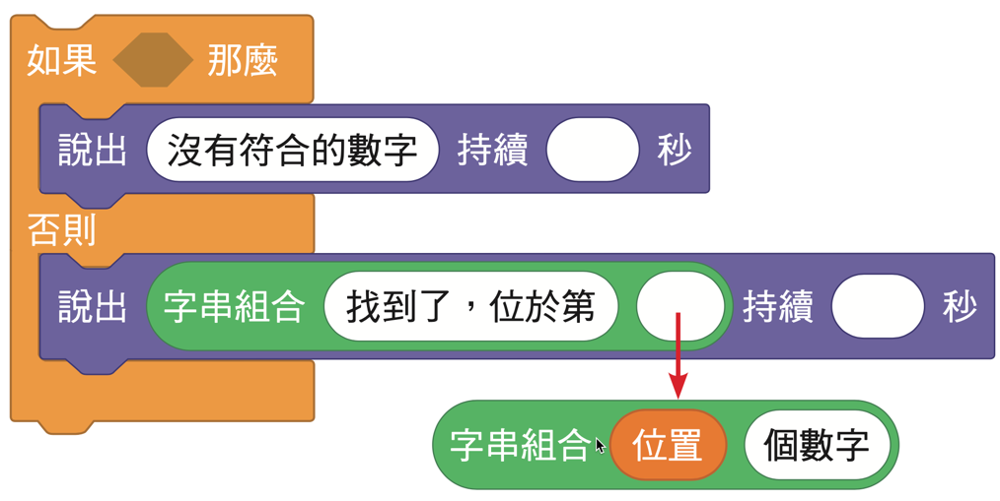 如果 那麼
說出 沒有符合的數字 持續 秒
否則
說出 字串組合 找到了，位於第 持續 秒
字串組合 位置 個數字